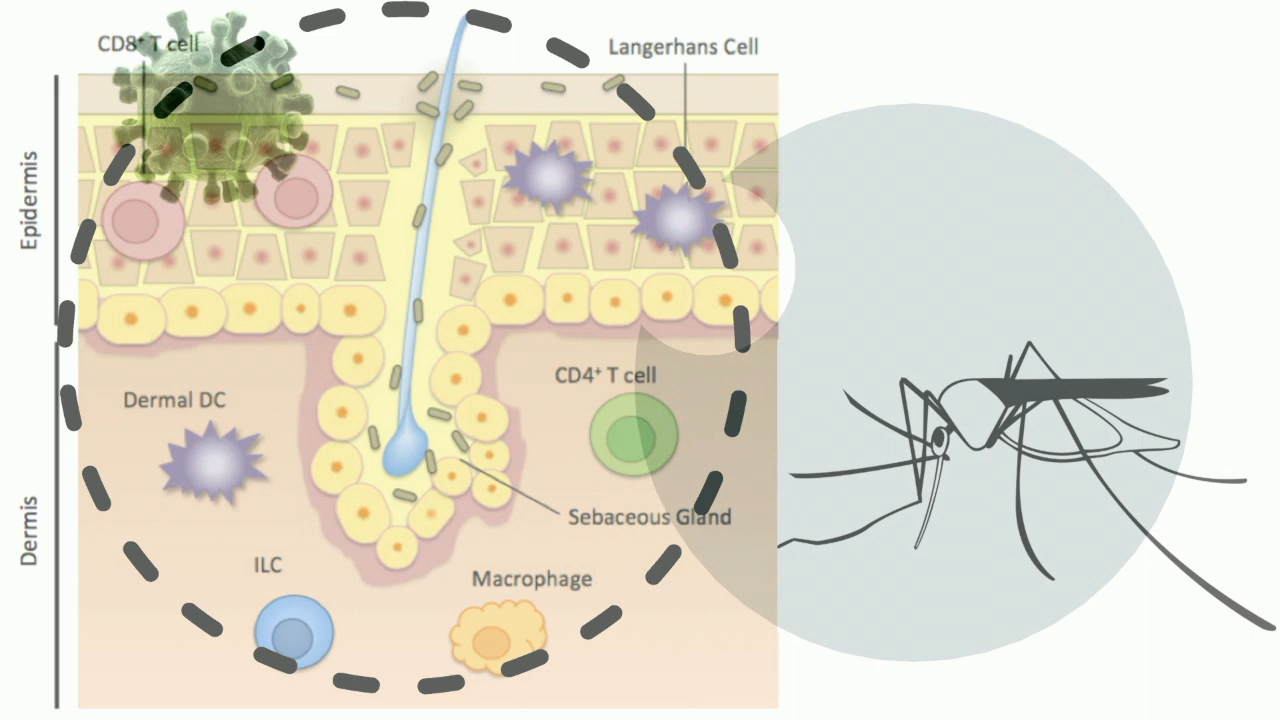 CD8⁺ T cell
Langerhans Cell
Epidermis
CD4⁺ T cell
Dermal DC
Sebaceous Gland
Dermis
ILC
Macrophage